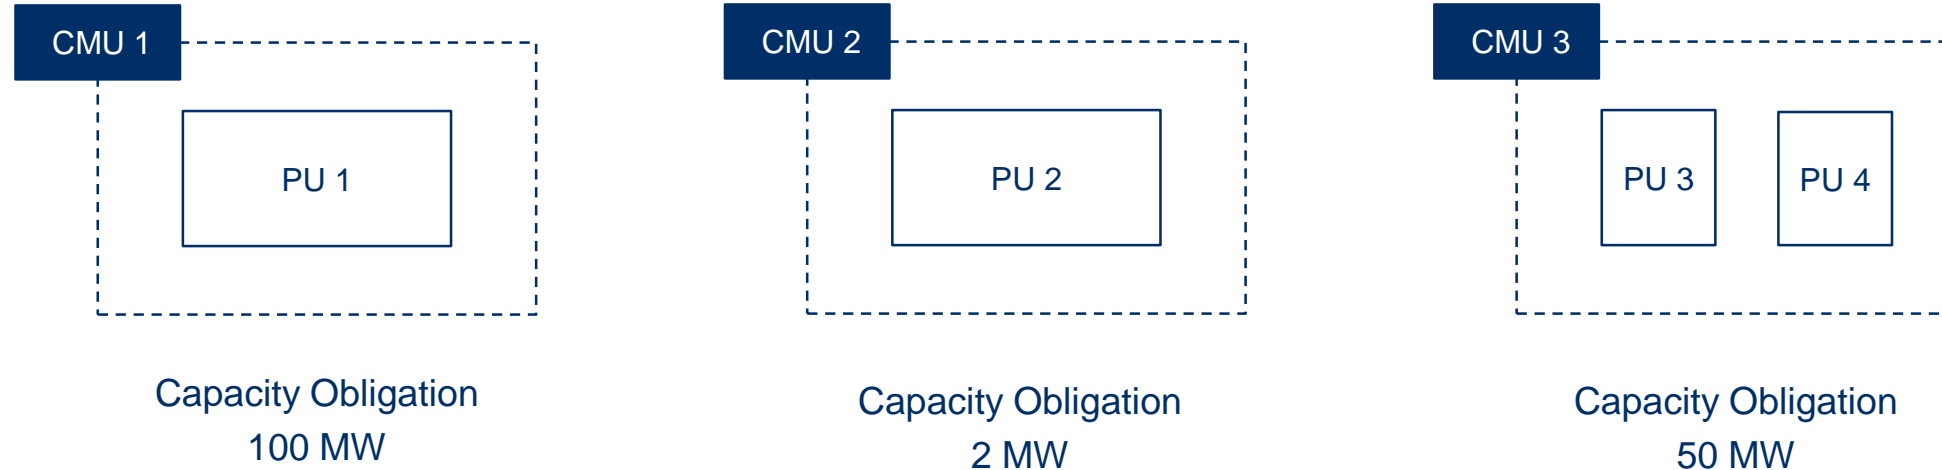 CMU 1
PU 1
Capacity Obligation
100 MW
CMU 2
PU 2
Capacity Obligation
2 MW
CMU 3
PU 3
PU 4
Capacity Obligation
50 MW